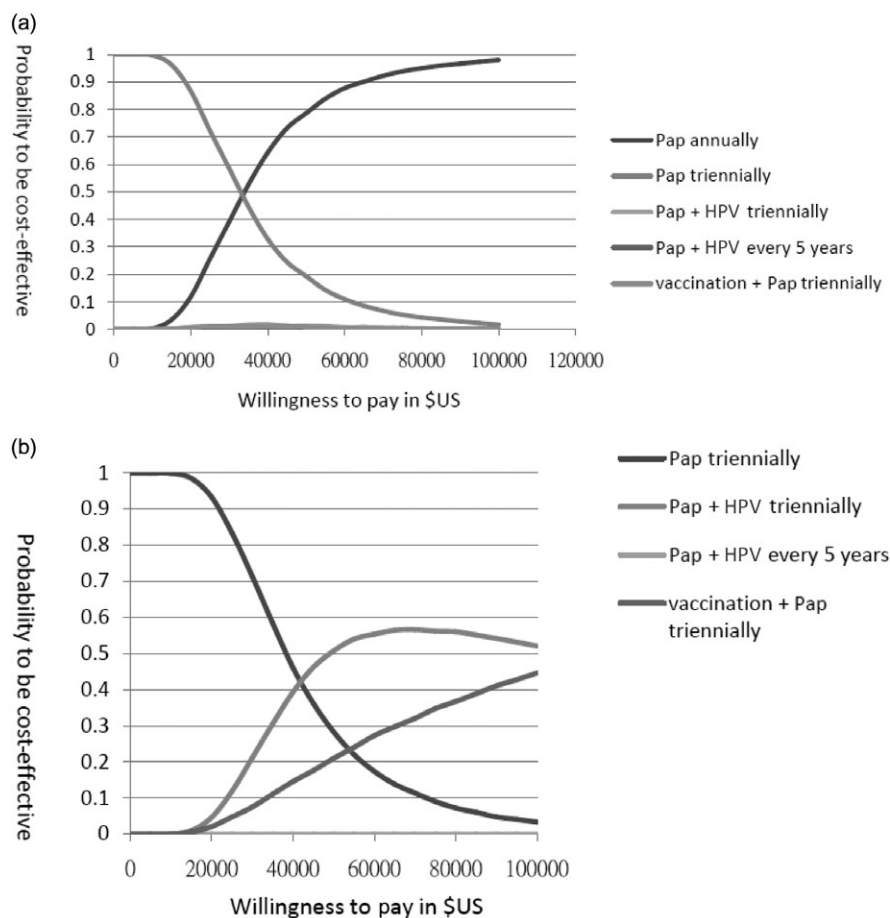 (a)
Probability to be cost-effective
1
0.9
0.8
0.7
0.6
0.5
0.4
0.3
0.2
0.1
0
0 20000 40000 60000 80000 100000 120000
Willingness to pay in $US
Pap annually
Pap triennially
Pap + HPV triennially
Pap + HPV every 5 years
vaccination + Pap triennially
(b)
Probability to be cost-effective
1
0.9
0.8
0.7
0.6
0.5
0.4
0.3
0.2
0.1
0
0 20000 40000 60000 80000 100000
Willingness to pay in $US
Pap triennially
Pap + HPV triennially
Pap + HPV every 5 years
vaccination + Pap
triennially